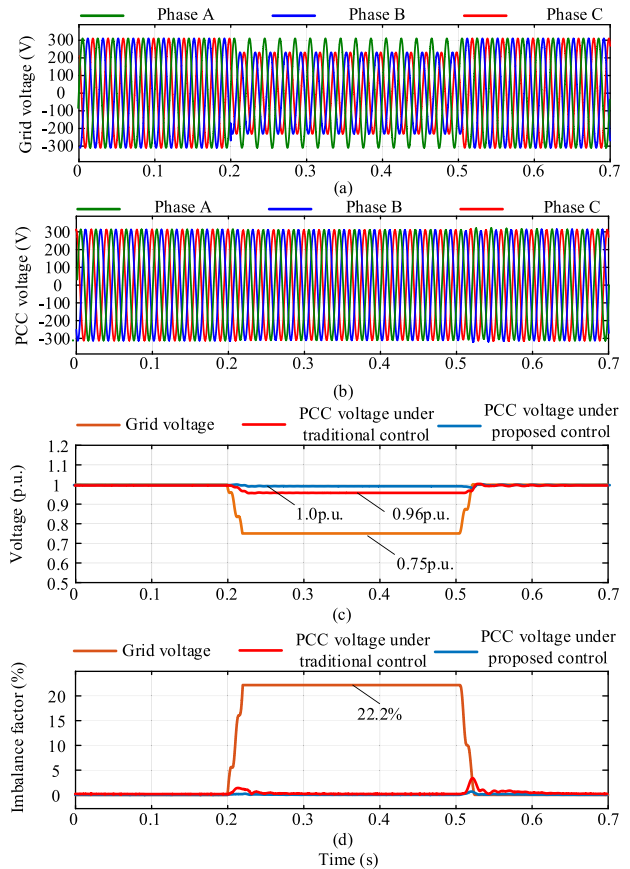 Phase A Phase B Phase C
Grid voltage (V)
300
200
100
0
-100
-200
-300
0 0.1 0.2 0.3 0.4 0.5 0.6 0.7
(a)
Phase A Phase B Phase C
PCC voltage (V)
300
200
100
0
-100
-200
-300
0 0.1 0.2 0.3 0.4 0.5 0.6 0.7
(b)
Grid voltage
PCC voltage under
traditional control
PCC voltage under
proposed control
Voltage (p.u.)
1.2
1.1
1
0.9
0.8
0.7
0.6
0.5
1.0p.u.
0.96p.u.
0.75p.u.
0 0.1 0.2 0.3 0.4 0.5 0.6 0.7
(c)
Grid voltage
PCC voltage under
traditional control
PCC voltage under
proposed control
Imbalance factor (%)
20
15
10
5
0
22.2%
0 0.1 0.2 0.3 0.4 0.5 0.6 0.7
(d)
Time (s)